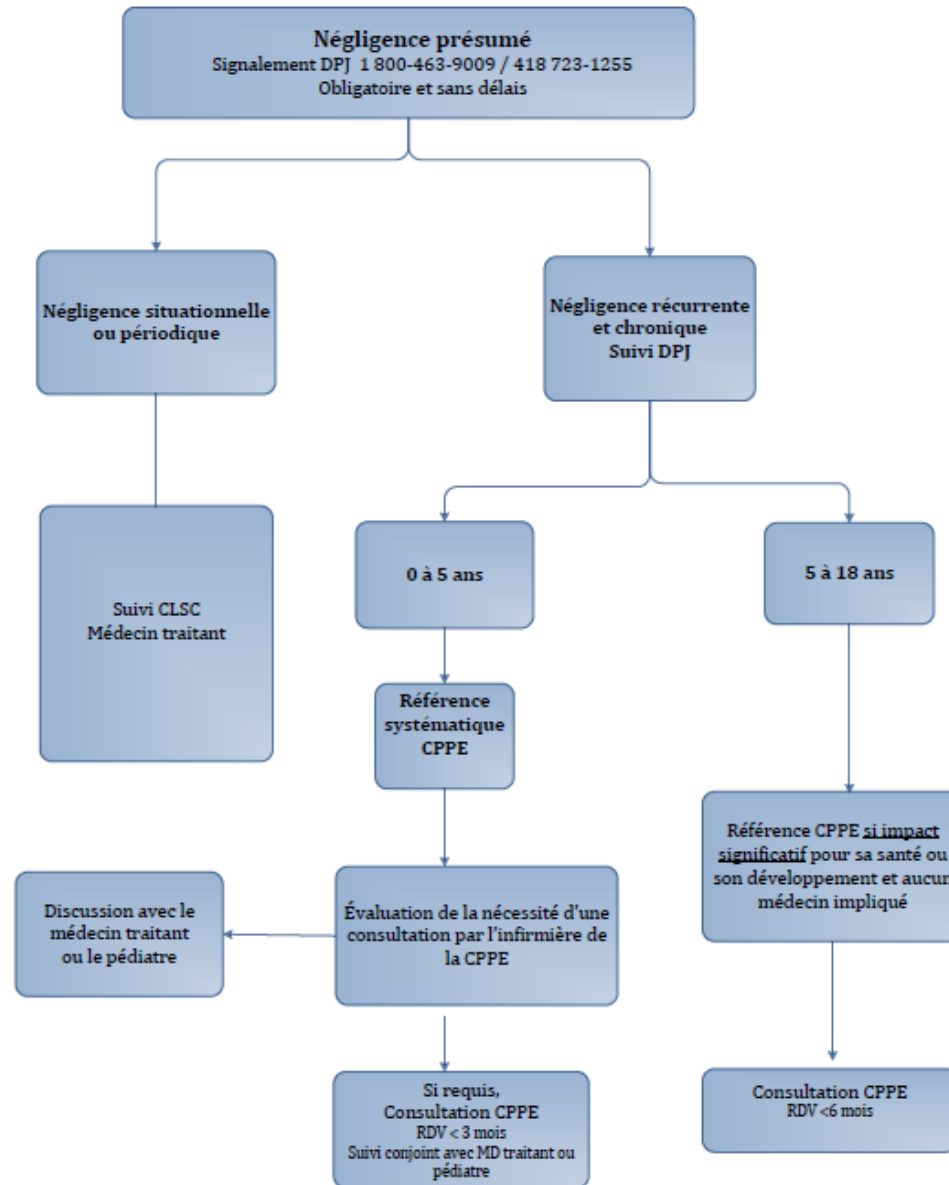 Négligence présumé
Signalement DPJ 1 800-463-9009 / 418 723-1255
Obligatoire et sans délais
Négligence situationnelle
ou périodique
Négligence récurrente
et chronique
Suivi DPJ
Suivi CLSC
Médecin traitant
0 à 5 ans
5 à 18 ans
Référence
systématique
CPPE
Référence CPPE si impact
significatif pour sa santé ou
son développement et aucun
médecin impliqué
Discussion avec le
médecin traitant
ou le pédiatre
Évaluation de la nécessité d'une
consultation par l'infirmière de
la CPPE
Si requis,
Consultation CPPE
RDV < 3 mois
Suivi conjoint avec MD traitant ou
pédiatre
Consultation CPPE
RDV <6 mois